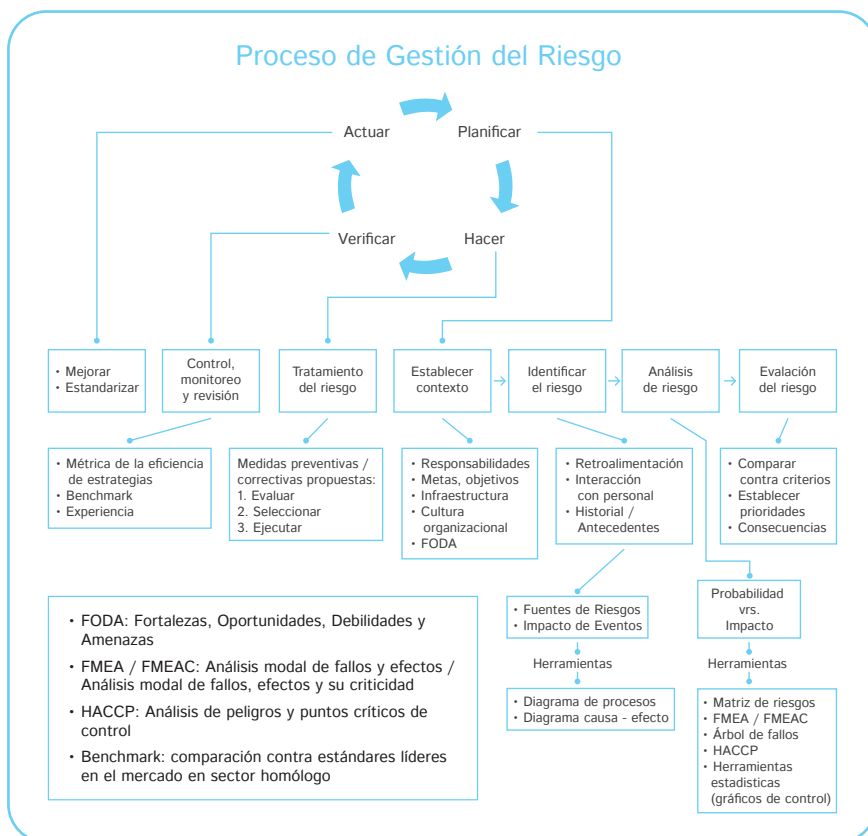 Proceso de Gestión del Riesgo
Actuar
Planificar
Verificar
Hacer
• Mejorar
• Estandarizar
Control,
monitoreo
y revisión
Tratamiento
del riesgo
Establecer
contexto
Identificar
el riesgo
Análisis
de riesgo
Evalación
del riesgo
• Métrica de la eficiencia
de estrategias
• Benchmark
• Experiencia
Medidas preventivas /
correctivas propuestas:
1. Evaluar
2. Seleccionar
3. Ejecutar
• Responsabilidades
• Metas, objetivos
• Infraestructura
• Cultura
organizacional
• FODA
• Retroalimentación
• Interacción
con personal
• Historial /
Antecedentes
• Comparar
contra criterios
• Establecer
prioridades
• Consecuencias
• Fuentes de Riesgos
• Impacto de Eventos
Herramientas
• Diagrama de procesos
• Diagrama causa - efecto
Probabilidad
vrs.
Impacto
Herramientas
• Matriz de riesgos
• FMEA / FMEAC
• Árbol de fallos
• HACCP
• Herramientas
estadisticas
(gráficos de control)
• FODA: Fortalezas, Oportunidades, Debilidades y
Amenazas
• FMEA / FMEAC: Análisis modal de fallos y efectos /
Análisis modal de fallos, efectos y su criticidad
• HACCP: Análisis de peligros y puntos críticos de
control
• Benchmark: comparación contra estándares líderes
en el mercado en sector homólogo